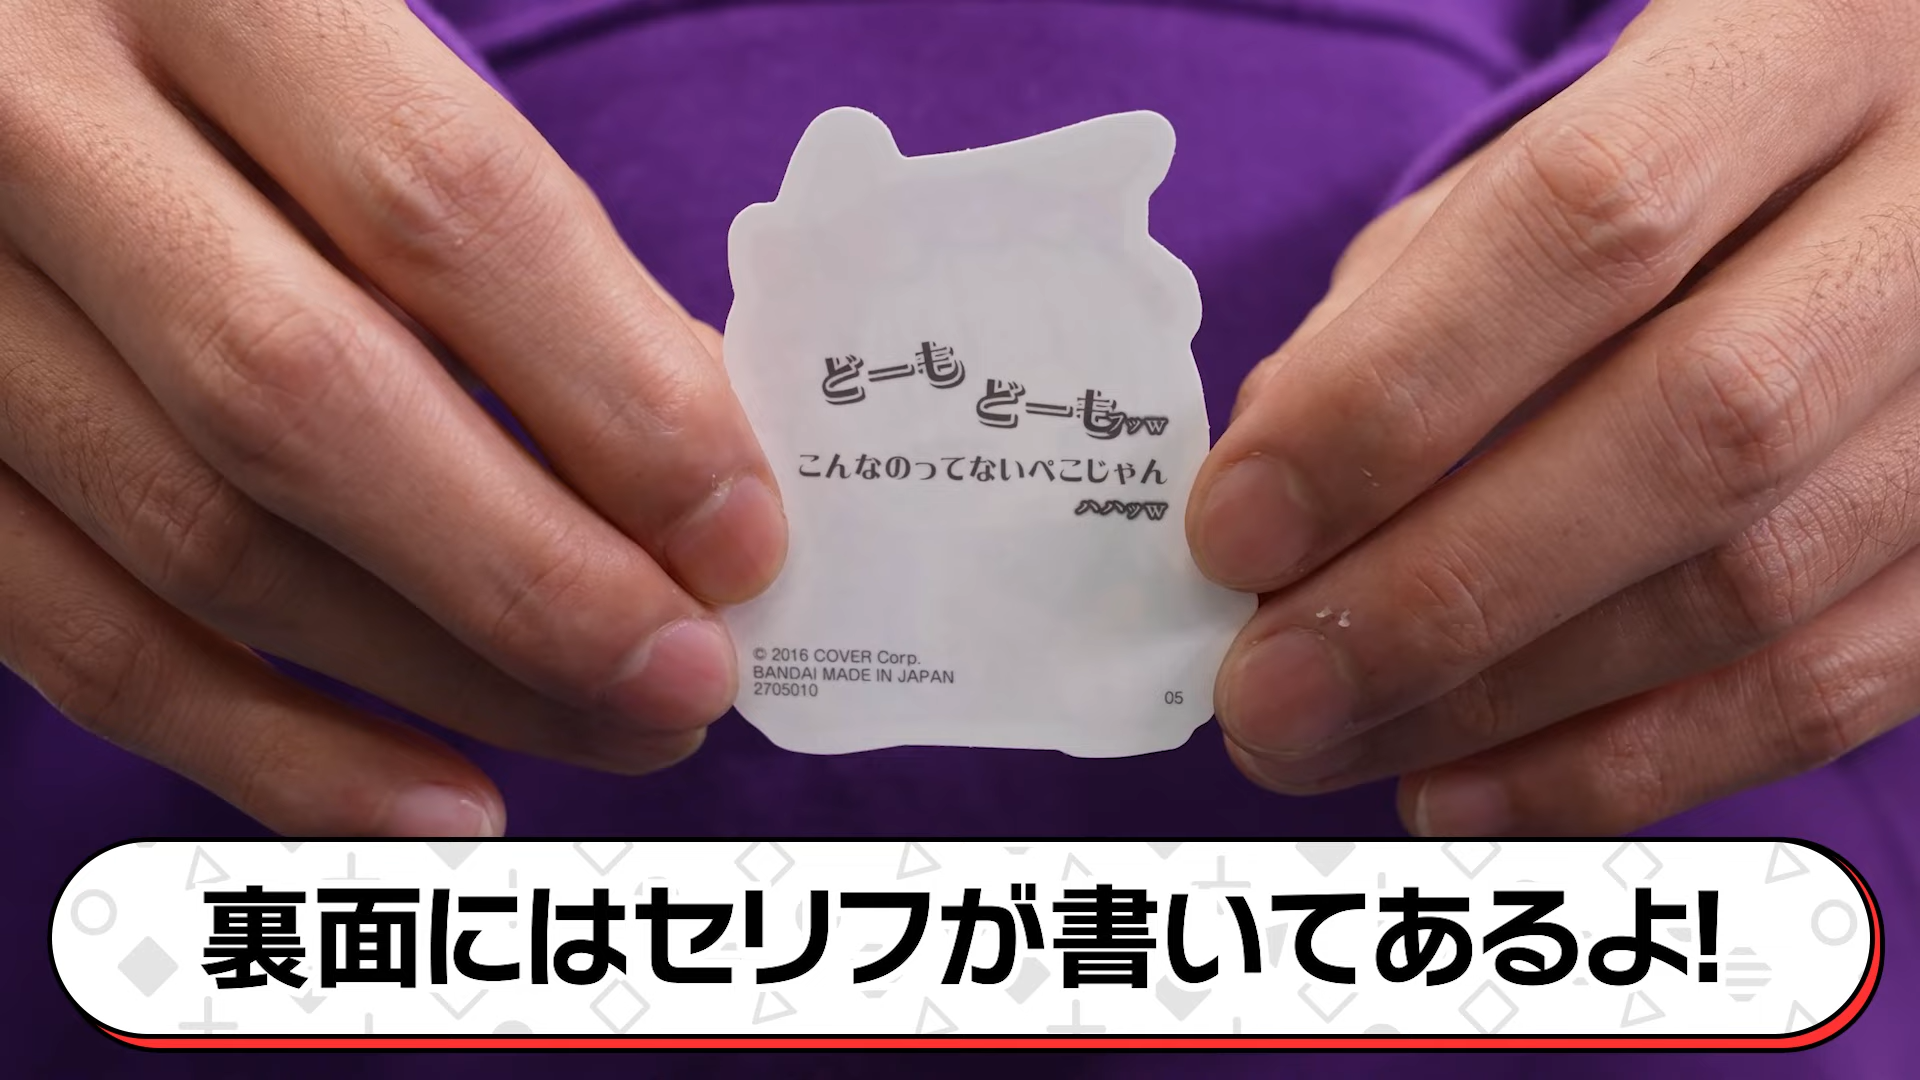 どーも
どーもフッw
こんなのってないぺこじゃん
ハハッw
© 2016 COVER Corp.
BANDAI MADE IN JAPAN
2705010
05
裏面にはセリフが書いてあるよ!